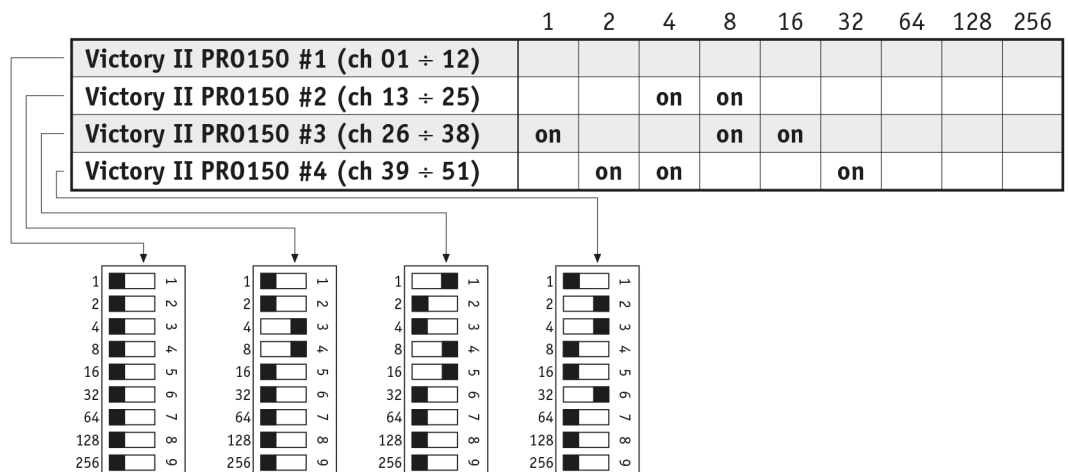 1 2 4 8 16 32 64 128 256
Victory II PRO150 #1 (ch 01 ÷ 12)
Victory II PRO150 #2 (ch 13 ÷ 25) on on
Victory II PRO150 #3 (ch 26 ÷ 38) on on on
Victory II PRO150 #4 (ch 39 ÷ 51) on on on
1 1 1 1 1 1 1 1
2 2 2 2 2 2 2 2
4 3 4 3 4 3 4 3
8 4 8 4 8 4 8 4
16 5 16 5 16 5 16 5
32 6 32 6 32 6 32 6
64 7 64 7 64 7 64 7
128 8 128 8 128 8 128 8
256 9 256 9 256 9 256 9